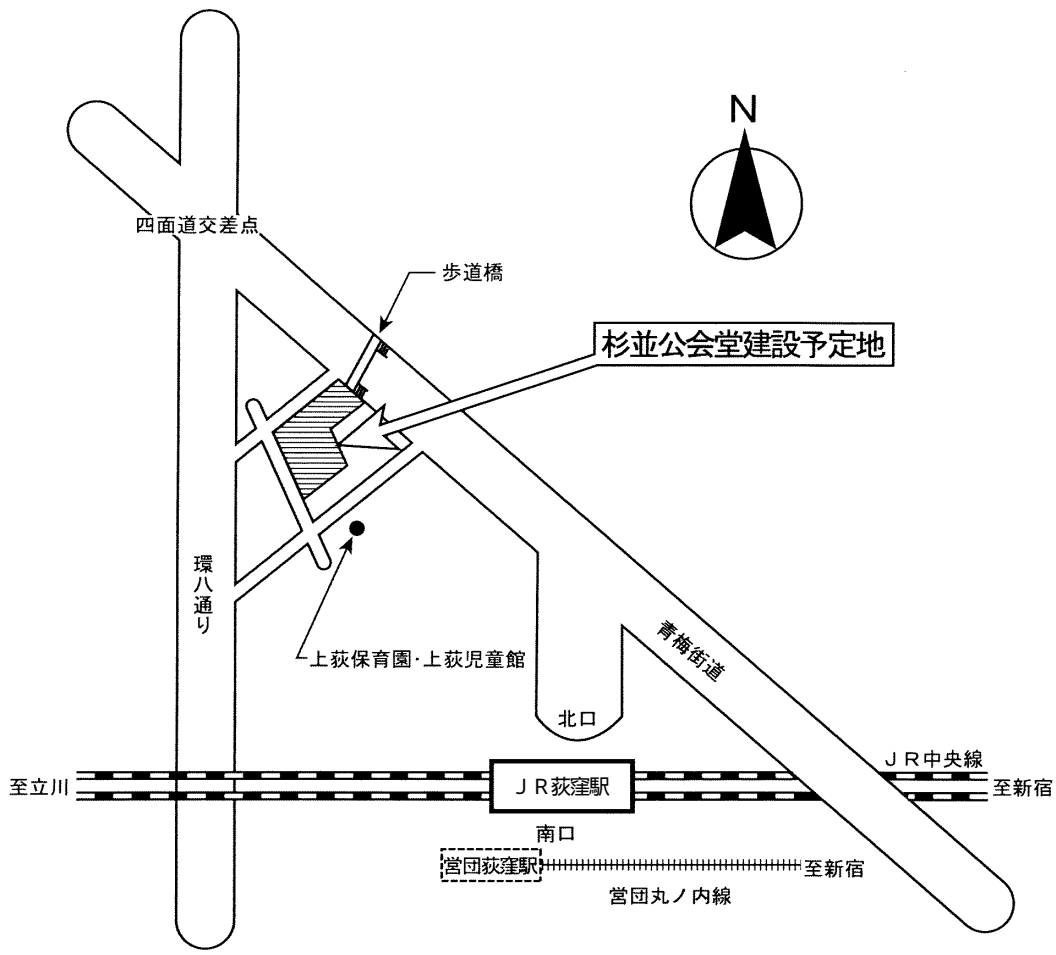 N
四面道交差点
歩道橋
杉並公会堂建設予定地
環八通り
上荻保育園・上荻児童館
青梅街道
北口
JR中央線
至立川
JR荻窪駅
至新宿
南口
営団荻窪駅
至新宿
営団丸ノ内線